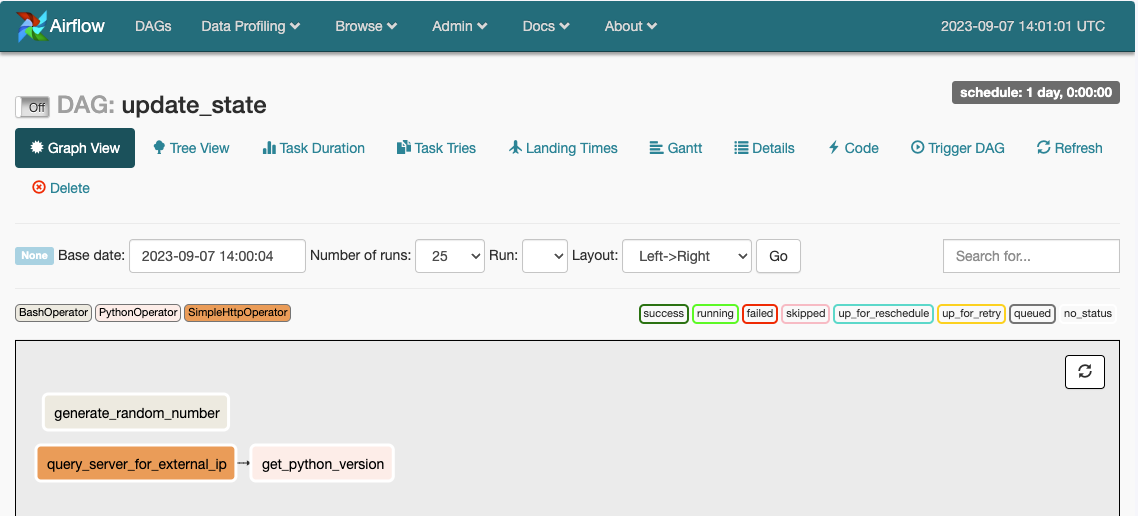 Airflow DAGs Data Profiling Browse Admin Docs About 2023-09-07 14:01:01 UTC
schedule: 1 day, 0:00:00
Off DAG: update_state
Graph View Tree View Task Duration Task Tries Landing Times Gantt Details Code Trigger DAG Refresh
Delete
None Base date: 2023-09-07 14:00:04 Number of runs: 25 Run: Layout: Left->Right Go Search for...
BashOperator PythonOperator SimpleHttpOperator success running failed skipped up_for_reschedule up_for_retry queued no_status
generate_random_number
query_server_for_external_ip get_python_version